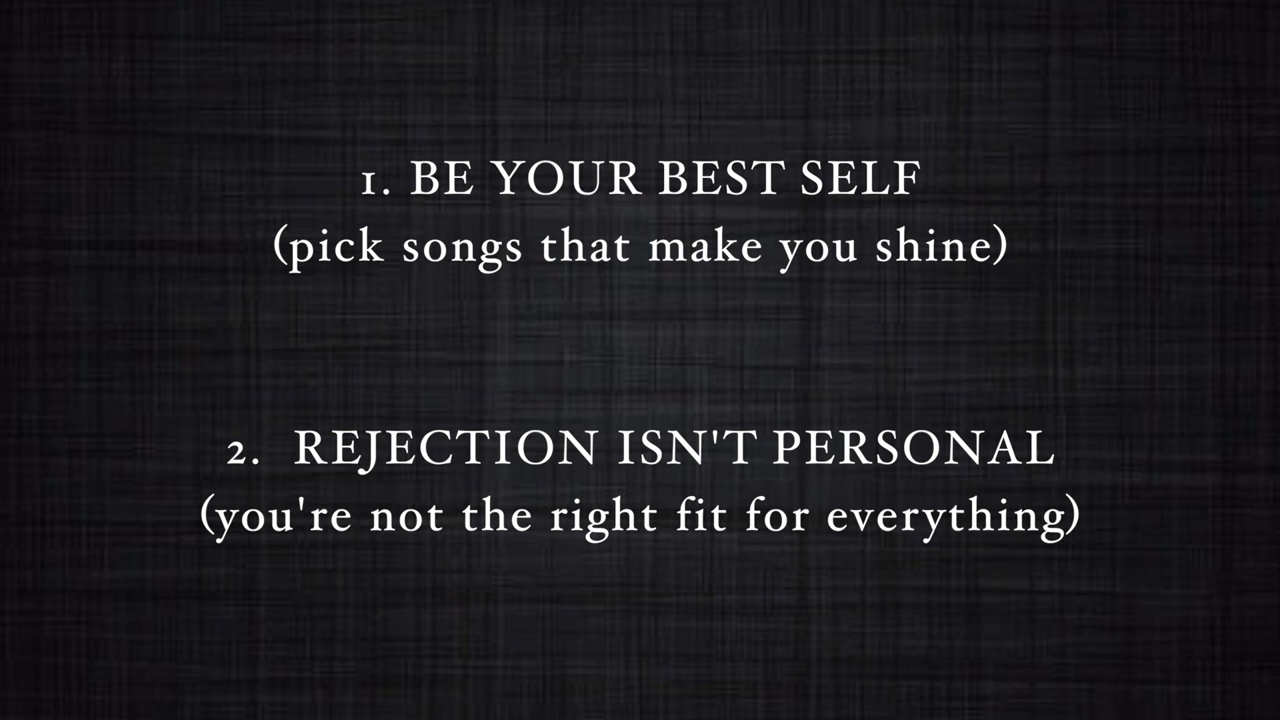 1. BE YOUR BEST SELF
(pick songs that make you shine)
2. REJECTION ISN'T PERSONAL
(you're not the right fit for everything)